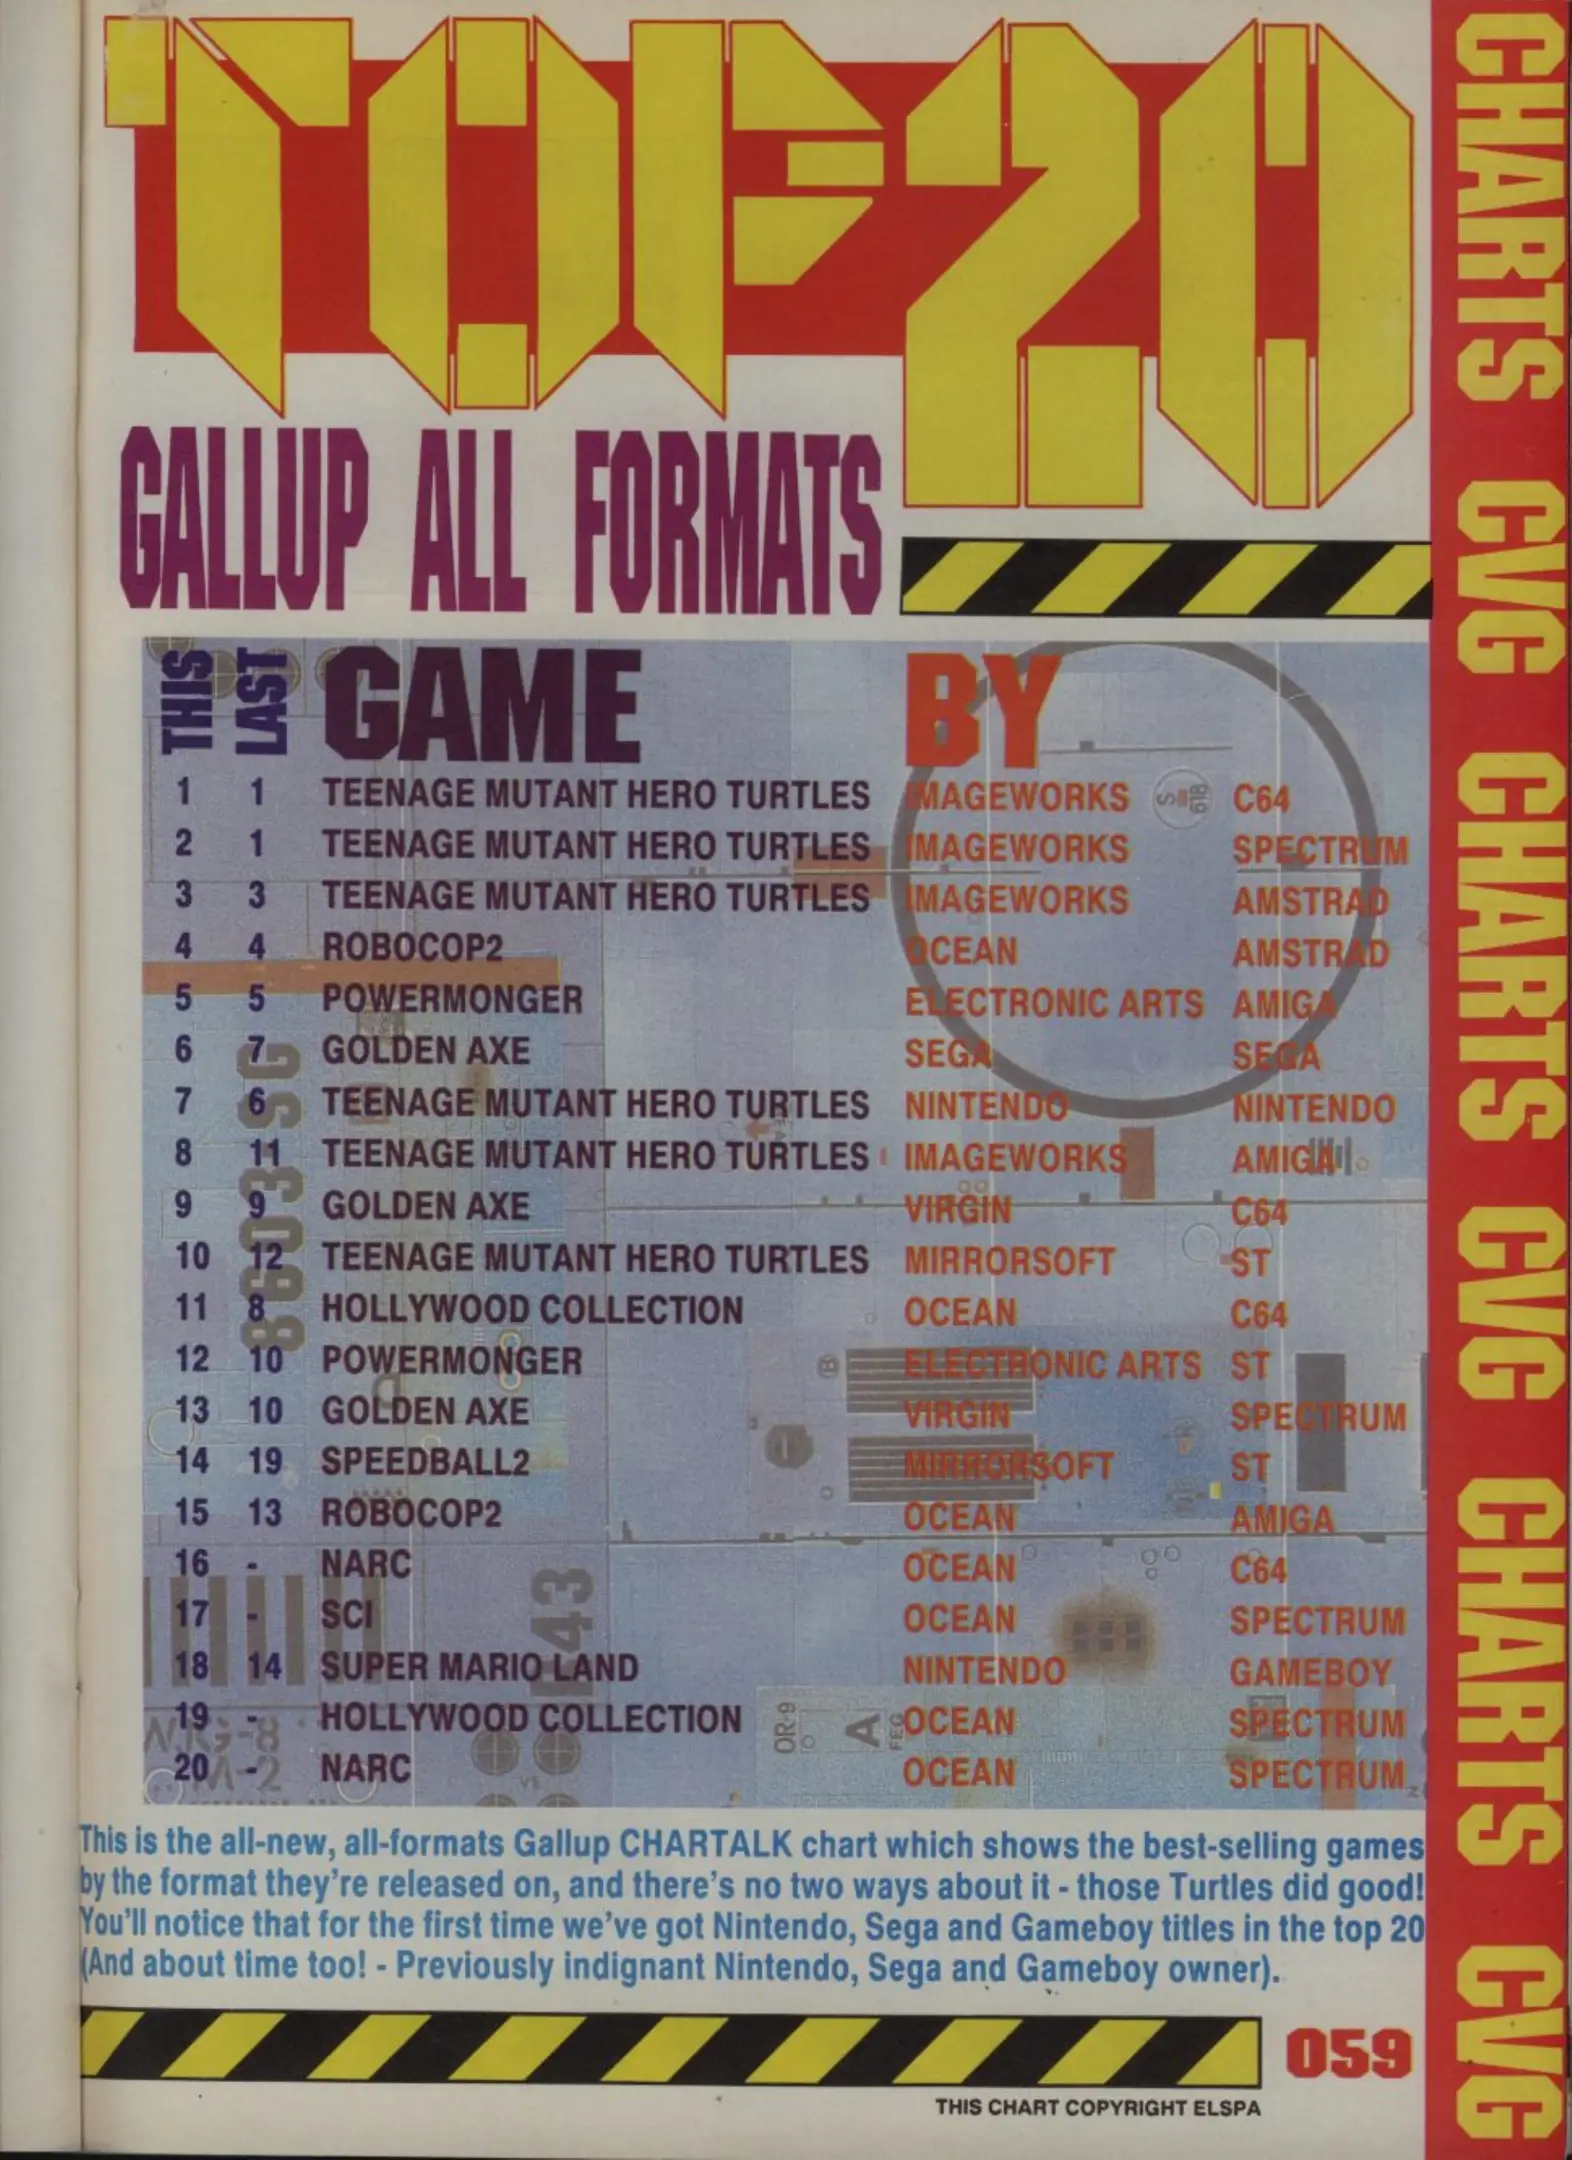 TOP 20
GALLUP ALL FORMATS
THIS LAST GAME BY
1 1 TEENAGE MUTANT HERO TURTLES IMAGEWORKS C64
2 1 TEENAGE MUTANT HERO TURTLES IMAGEWORKS SPECTRUM
3 3 TEENAGE MUTANT HERO TURTLES IMAGEWORKS AMSTRAD
4 4 ROBOCOP2 OCEAN AMSTRAD
5 5 POWERMONGER ELECTRONIC ARTS AMIGA
6 7 GOLDEN AXE SEGA SEGA
7 6 TEENAGE MUTANT HERO TURTLES NINTENDO NINTENDO
8 11 TEENAGE MUTANT HERO TURTLES IMAGEWORKS AMIGA
9 9 GOLDEN AXE VIRGIN C64
10 12 TEENAGE MUTANT HERO TURTLES MIRRORSOFT ST
11 8 HOLLYWOOD COLLECTION OCEAN C64
12 10 POWERMONGER ELECTRONIC ARTS ST
13 10 GOLDEN AXE VIRGIN SPECTRUM
14 19 SPEEDBALL2 MIRRORSOFT ST
15 13 ROBOCOP2 OCEAN AMIGA
16 - NARC OCEAN C64
17 - SCI OCEAN SPECTRUM
18 14 SUPER MARIO LAND NINTENDO GAMEBOY
19 - HOLLYWOOD COLLECTION OCEAN SPECTRUM
20 - NARC OCEAN SPECTRUM
This is the all-new, all-formats Gallup CHARTALK chart which shows the best-selling games
by the format they're released on, and there's no two ways about it - those Turtles did good!
You'll notice that for the first time we've got Nintendo, Sega and Gameboy titles in the top 20
(And about time too! - Previously indignant Nintendo, Sega and Gameboy owner).
059
THIS CHART COPYRIGHT ELSPA
CHARTS CVG CHARTS CVG CHARTS CVG
8603 SC
E43
S 618
OR-9
A
FEG
B